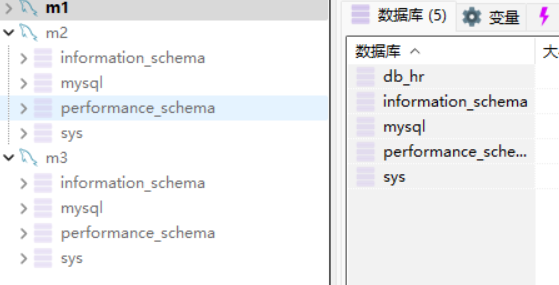 m1
m2
information_schema
mysql
performance_schema
sys
m3
information_schema
mysql
performance_schema
sys
数据库 (5) 变量
数据库 大
db_hr
information_schema
mysql
performance_sche...
sys